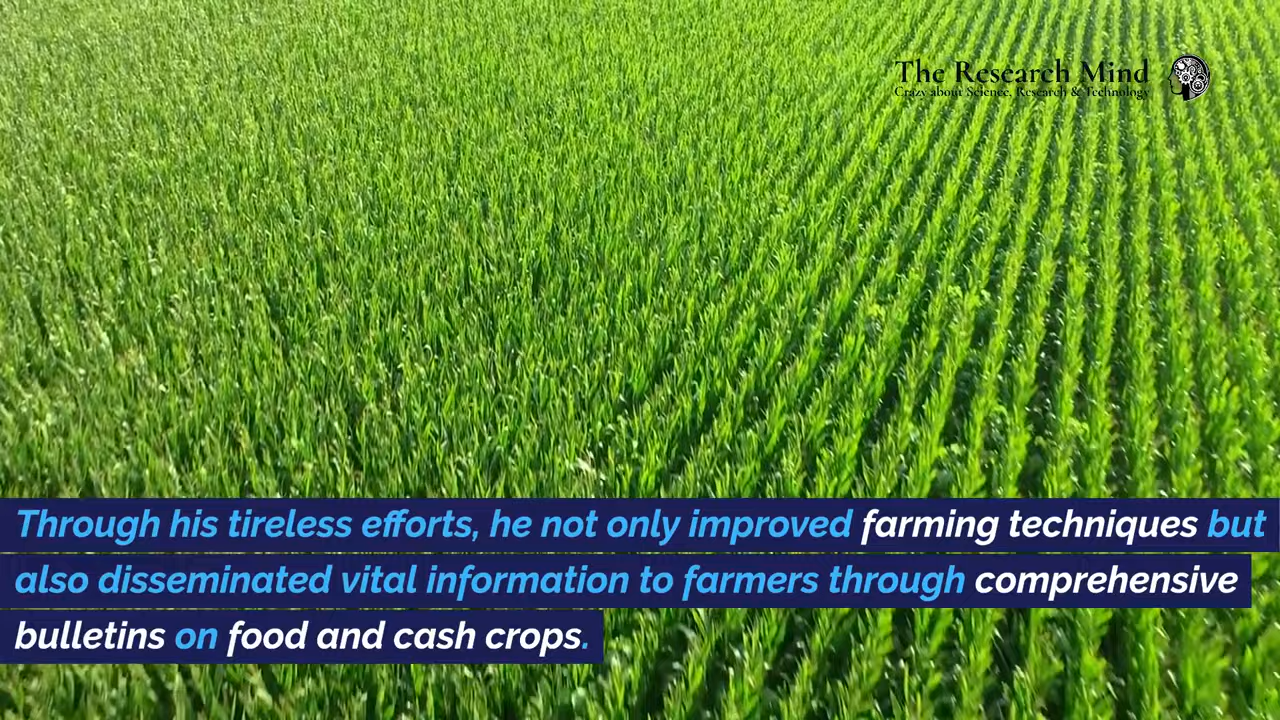 The Research Mind
Crazy about Science, Research & Technology
Through his tireless efforts, he not only improved farming techniques but
also disseminated vital information to farmers through comprehensive
bulletins on food and cash crops.